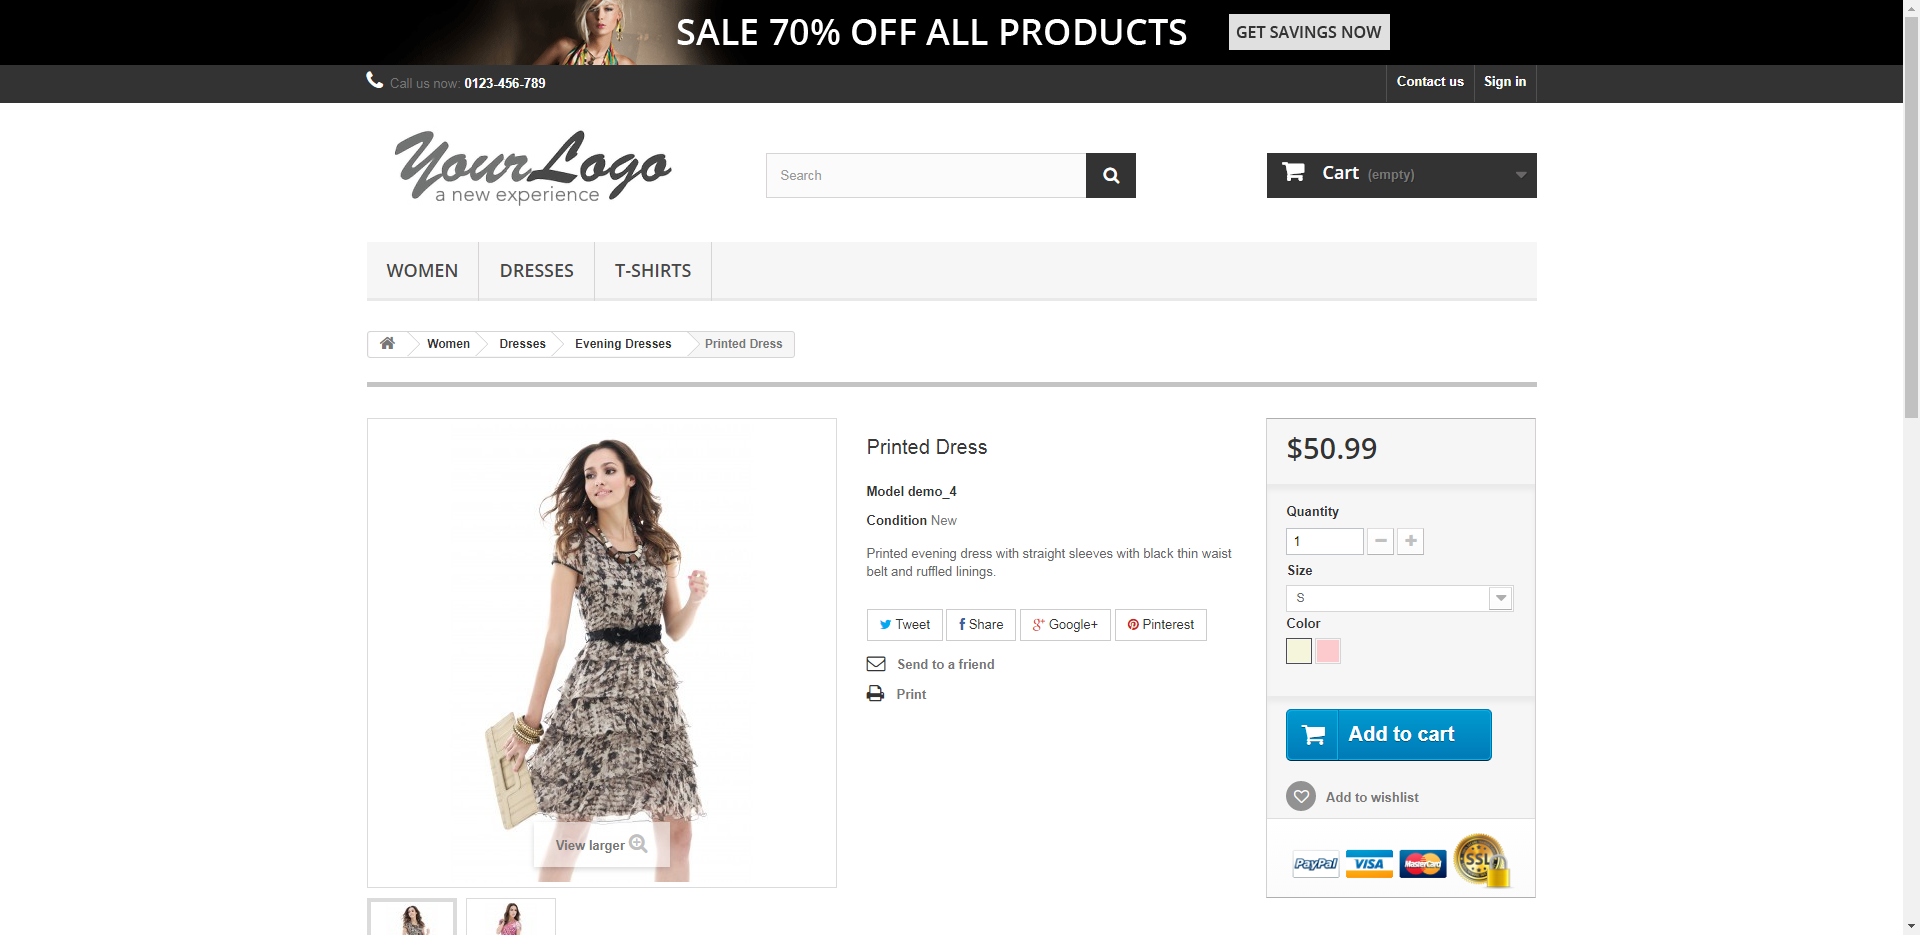 SALE 70% OFF ALL PRODUCTS
GET SAVINGS NOW
Call us now: 0123-456-789
Contact us
Sign in
YourLogo
a new experience
Search
Cart (empty)
WOMEN
DRESSES
T-SHIRTS
Women
Dresses
Evening Dresses
Printed Dress
View larger
Printed Dress
Model demo_4
Condition New
Printed evening dress with straight sleeves with black thin waist
belt and ruffled linings.
Tweet
f Share
g+ Google+
Pinterest
Send to a friend
Print
$50.99
Quantity
1
Size
S
Color
Add to cart
Add to wishlist
PayPal
VISA
MasterCard
SSL